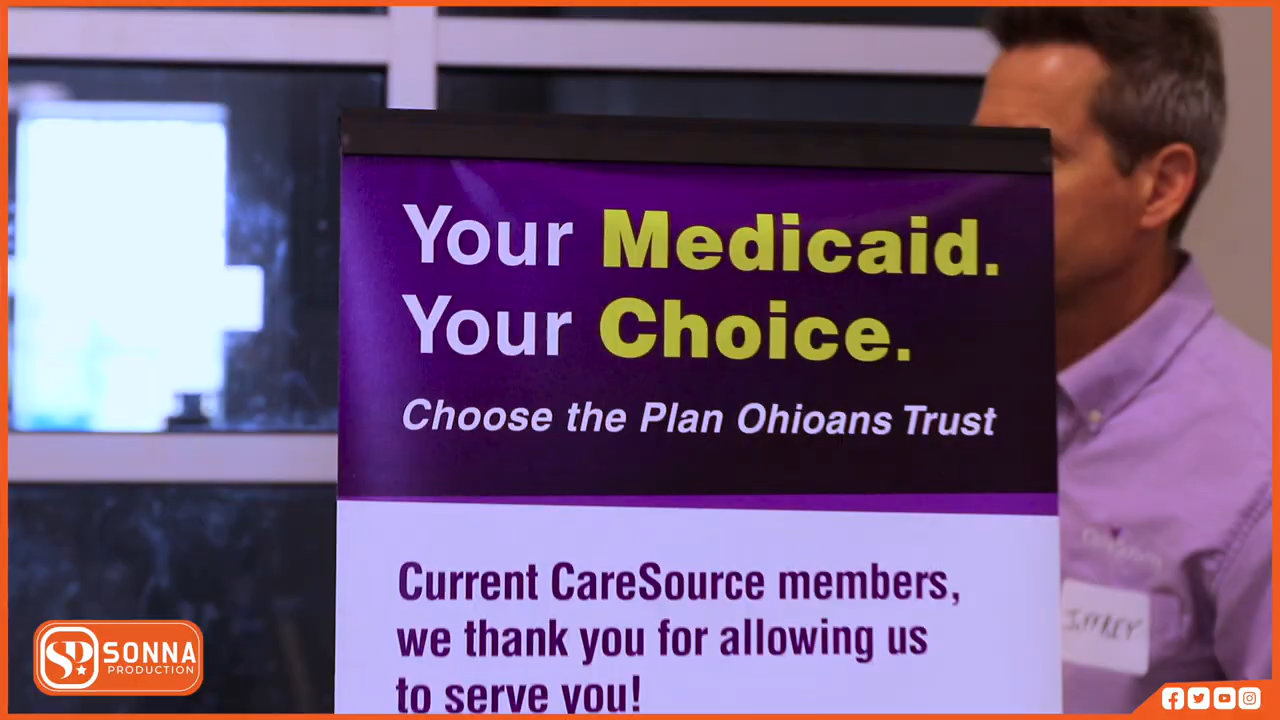 Your Medicaid.
Your Choice.
Choose the Plan Ohioans Trust
Current CareSource members,
we thank you for allowing us
to serve you!
SP SONNA
PRODUCTION